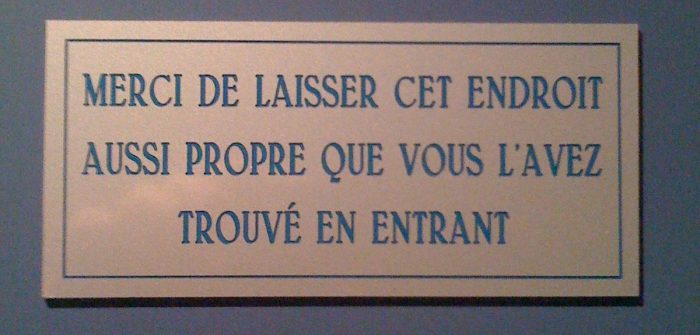 MERCI DE LAISSER CET ENDROIT
AUSSI PROPRE QUE VOUS L'AVEZ
TROUVÉ EN ENTRANT